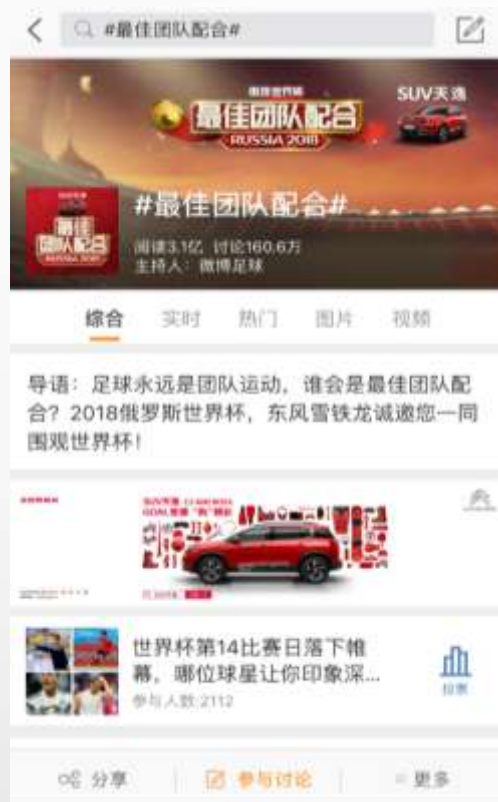 #最佳团队配合#
俄罗斯世界杯
最佳团队配合
RUSSIA 2018
SUV天逸
最佳
团队配合
#最佳团队配合#
阅读3.1亿 讨论160.6万
主持人：微博足球
综合 实时 热门 图片 视频
导语：足球永远是团队运动，谁会是最佳团队配
合？2018俄罗斯世界杯，东风雪铁龙诚邀您一同
围观世界杯！
世界杯第14比赛日落下帷
幕，哪位球星让你印象深...
参与人数:2112
投票
分享 参与讨论 更多